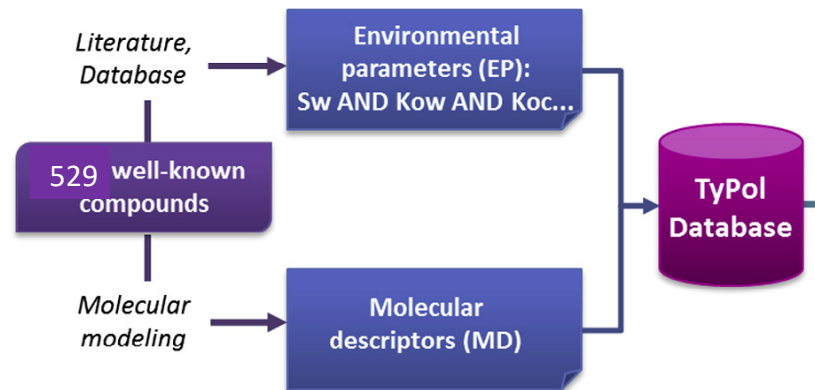 Literature,
Database
Environmental
parameters (EP):
Sw AND Kow AND Koc...
529 well-known
compounds
TyPol
Database
Molecular
modeling
Molecular
descriptors (MD)